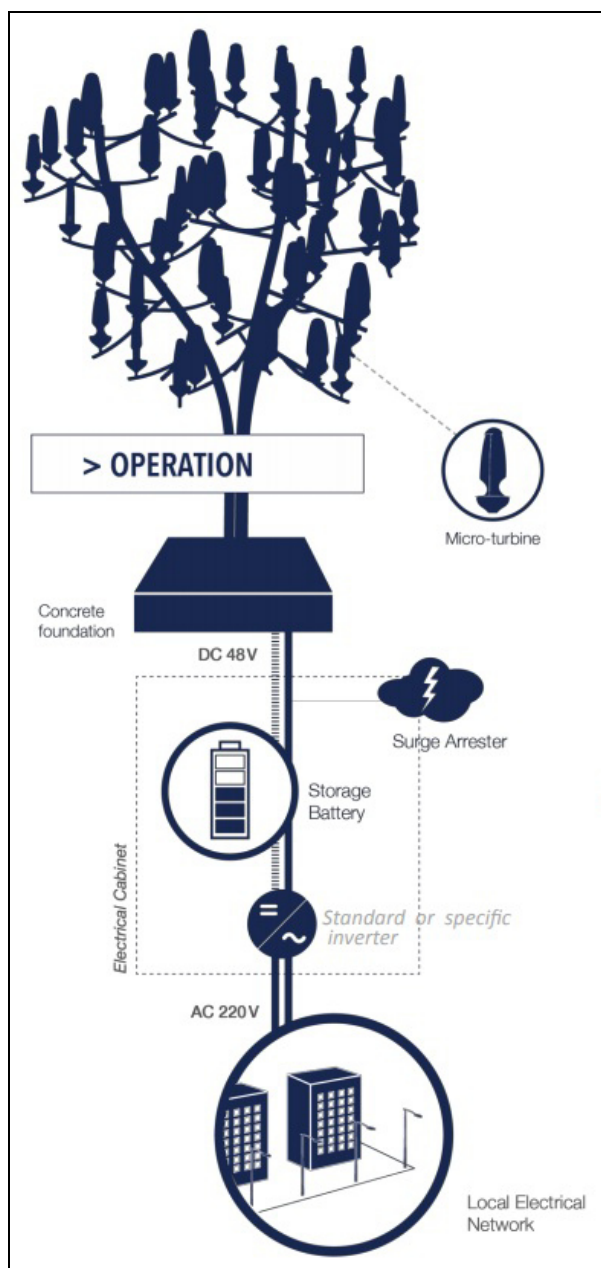 > OPERATION
Micro-turbine
Concrete
foundation
DC 48V
Surge Arrester
Storage
Battery
Electrical Cabinet
Standard or specific
inverter
AC 220V
Local Electrical
Network